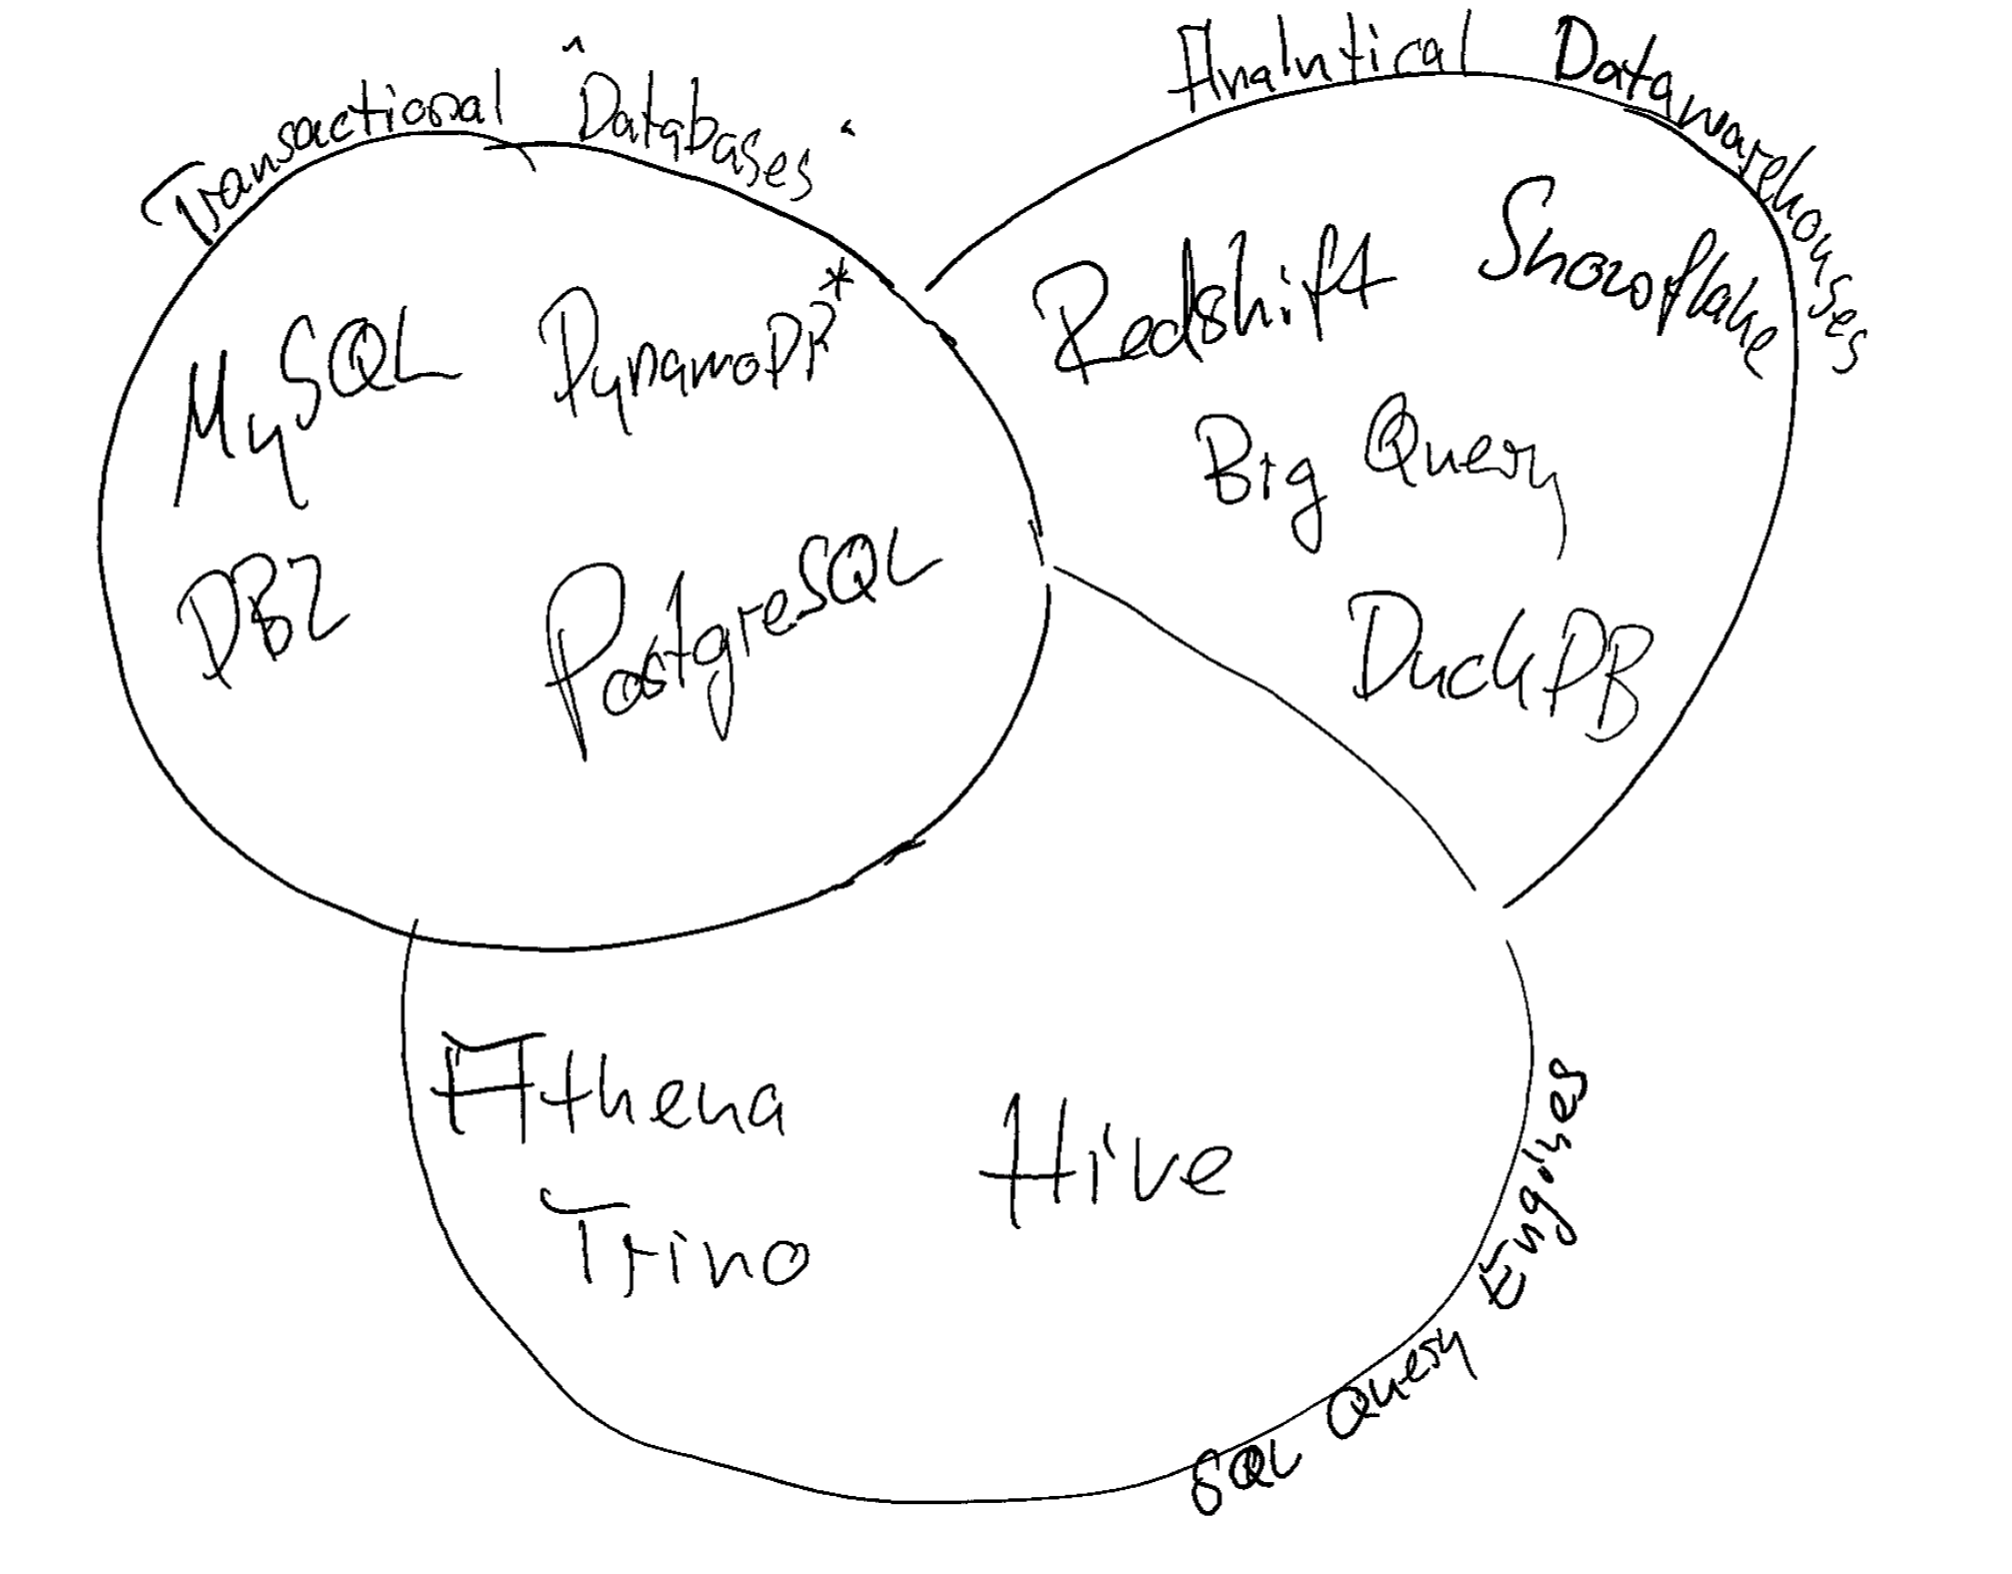 Transactional "Databases"
MySQL DynamoDB*
DB2 PostgreSQL
Analytical Datawarehouses
Redshift Snowflake
Big Query
DuckDB
Athena Hive
Trino
SQL Query Engines